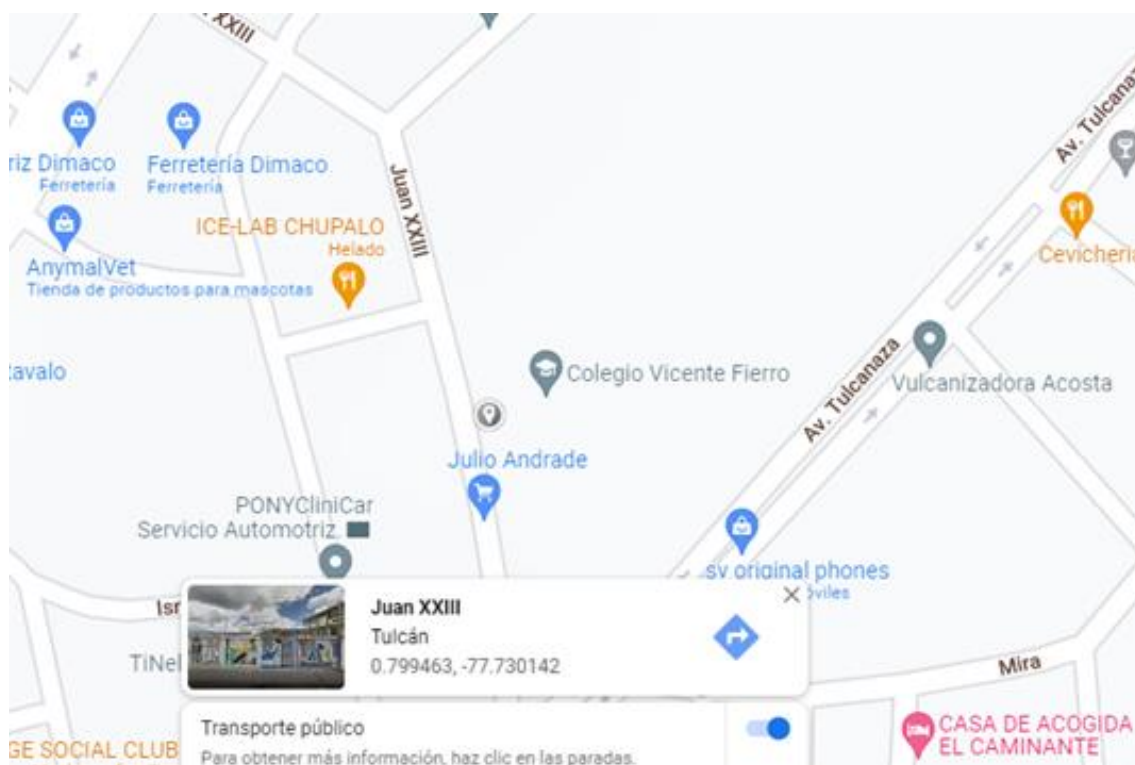 XXIII
riz Dimaco
Ferretería
Ferretería Dimaco
Ferretería
Juan XXIII
ICE-LAB CHUPALO
Helado
AnymalVet
Tienda de productos para mascotas
avalo
Av. Tulcanaza
Cevichería
Colegio Vicente Fierro
Av. Tulcanaza
Vulcanizadora Acosta
Julio Andrade
PONYCliniCar
Servicio Automotriz
sv original phones
óviles
Isr
TiNel
Juan XXIII
Tulcán
0.799463, -77.730142
Mira
Transporte público
Para obtener más información, haz clic en las paradas.
GE SOCIAL CLUB
CASA DE ACOGIDA
EL CAMINANTE